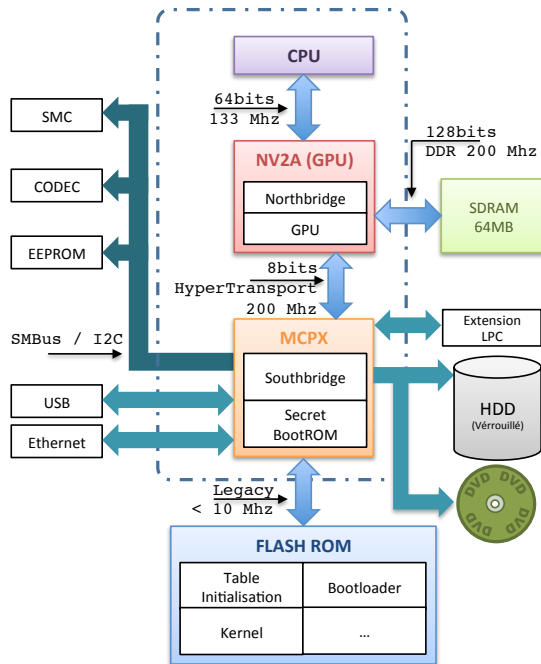 CPU
64bits
133 Mhz
SMC
128bits
DDR 200 Mhz
NV2A (GPU)
Northbridge
GPU
CODEC
SDRAM
64MB
EEPROM
8bits
HyperTransport
200 Mhz
SMBus / I2C
MCPX
Southbridge
Secret
BootROM
Extension
LPC
USB
Ethernet
HDD
(Vérrouillé)
DVD DVD DVD DVD DVD
Legacy
< 10 Mhz
FLASH ROM
Table
Initialisation
Bootloader
Kernel
...